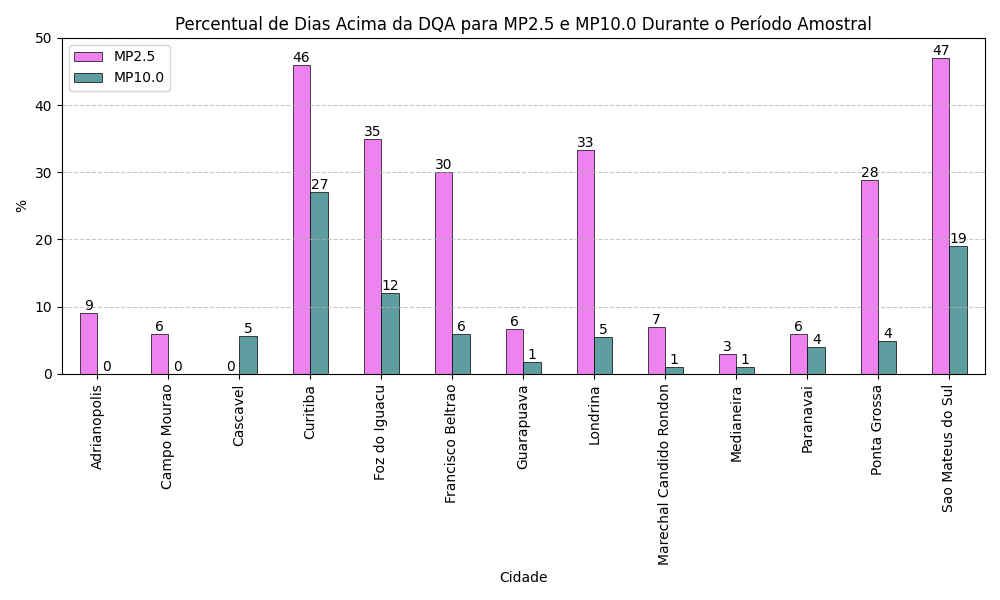 Percentual de Dias Acima da DQA para MP2.5 e MP10.0 Durante o Período Amostral
MP2.5
MP10.0
%
50
40
30
20
10
0
9
0
6
0
0
5
46
27
35
12
30
6
6
1
33
5
7
1
3
1
6
4
28
4
47
19
Adrianopolis
Campo Mourao
Cascavel
Curitiba
Foz do Iguacu
Francisco Beltrao
Guarapuava
Londrina
Marechal Candido Rondon
Medianeira
Paranavai
Ponta Grossa
Sao Mateus do Sul
Cidade